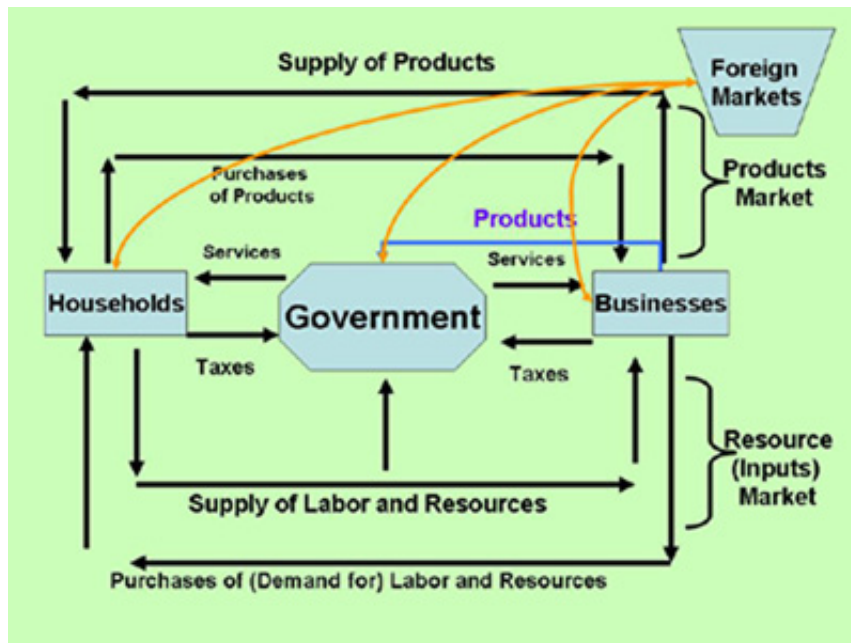 Supply of Products
Foreign
Markets
Purchases
of Products
Products
Market
Products
Services
Services
Households
Government
Businesses
Taxes
Taxes
Resource
(Inputs)
Market
Supply of Labor and Resources
Purchases of (Demand for) Labor and Resources